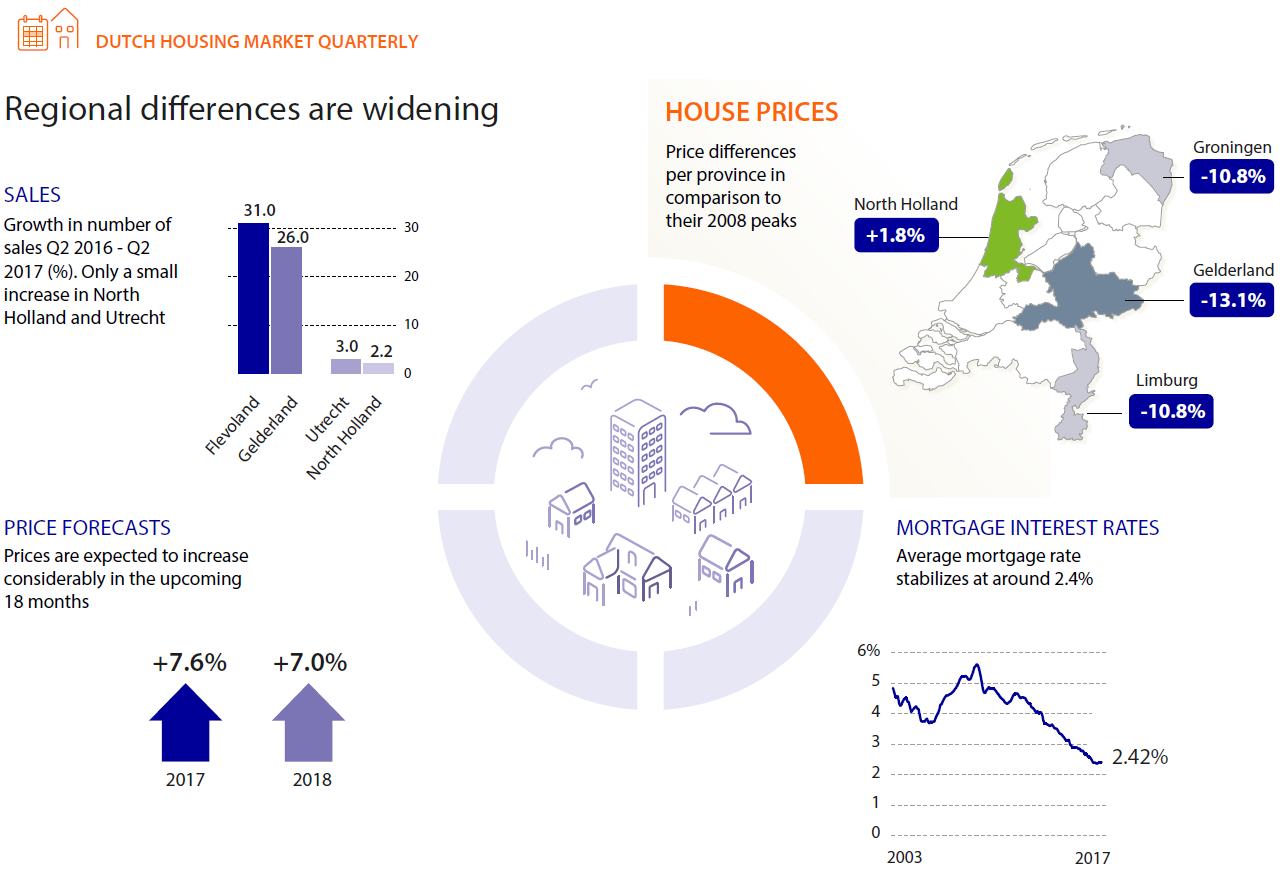 DUTCH HOUSING MARKET QUARTERLY
Regional differences are widening
SALES
Growth in number of
sales Q2 2016 - Q2
2017 (%). Only a small
increase in North
Holland and Utrecht
31.0
26.0
3.0
2.2
30
20
10
0
Flevoland
Gelderland
Utrecht
North Holland
HOUSE PRICES
Price differences
per province in
comparison to
their 2008 peaks
Groningen
-10.8%
North Holland
+1.8%
Gelderland
-13.1%
Limburg
-10.8%
PRICE FORECASTS
Prices are expected to increase
considerably in the upcoming
18 months
+7.6%
+7.0%
2017
2018
MORTGAGE INTEREST RATES
Average mortgage rate
stabilizes at around 2.4%
6%
5
4
3
2
1
0
2.42%
2003
2017